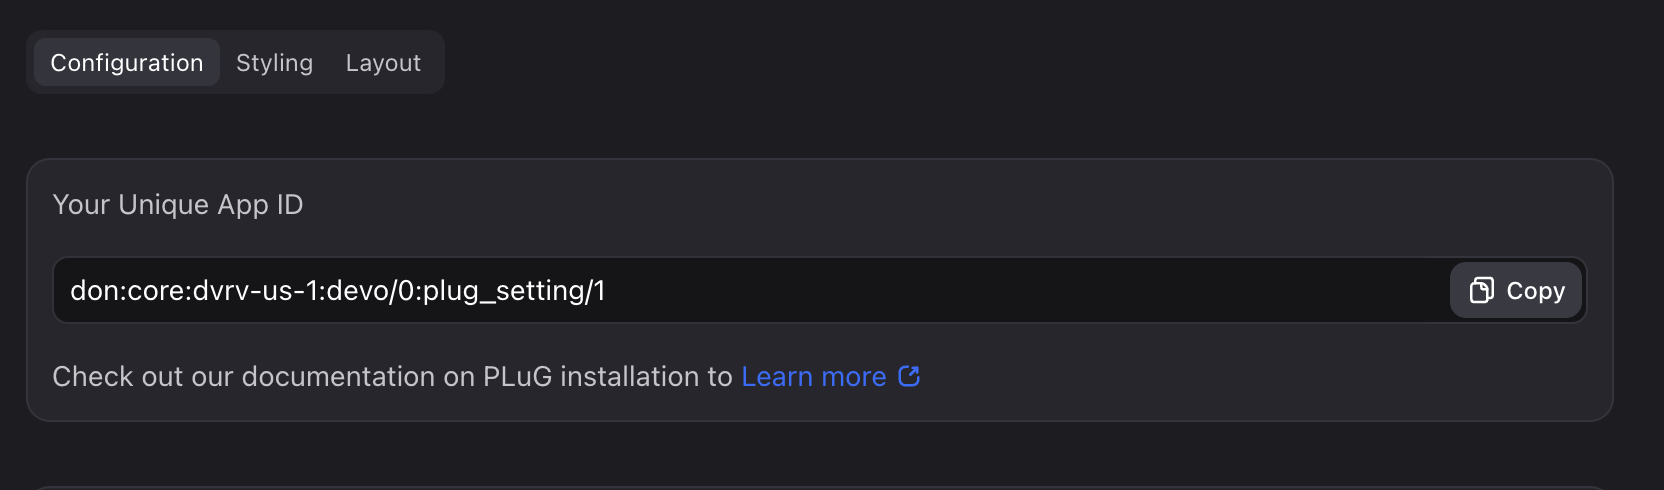 Configuration Styling Layout
Your Unique App ID
don:core:dvrv-us-1:devo/0:plug_setting/1 Copy
Check out our documentation on PLuG installation to Learn more